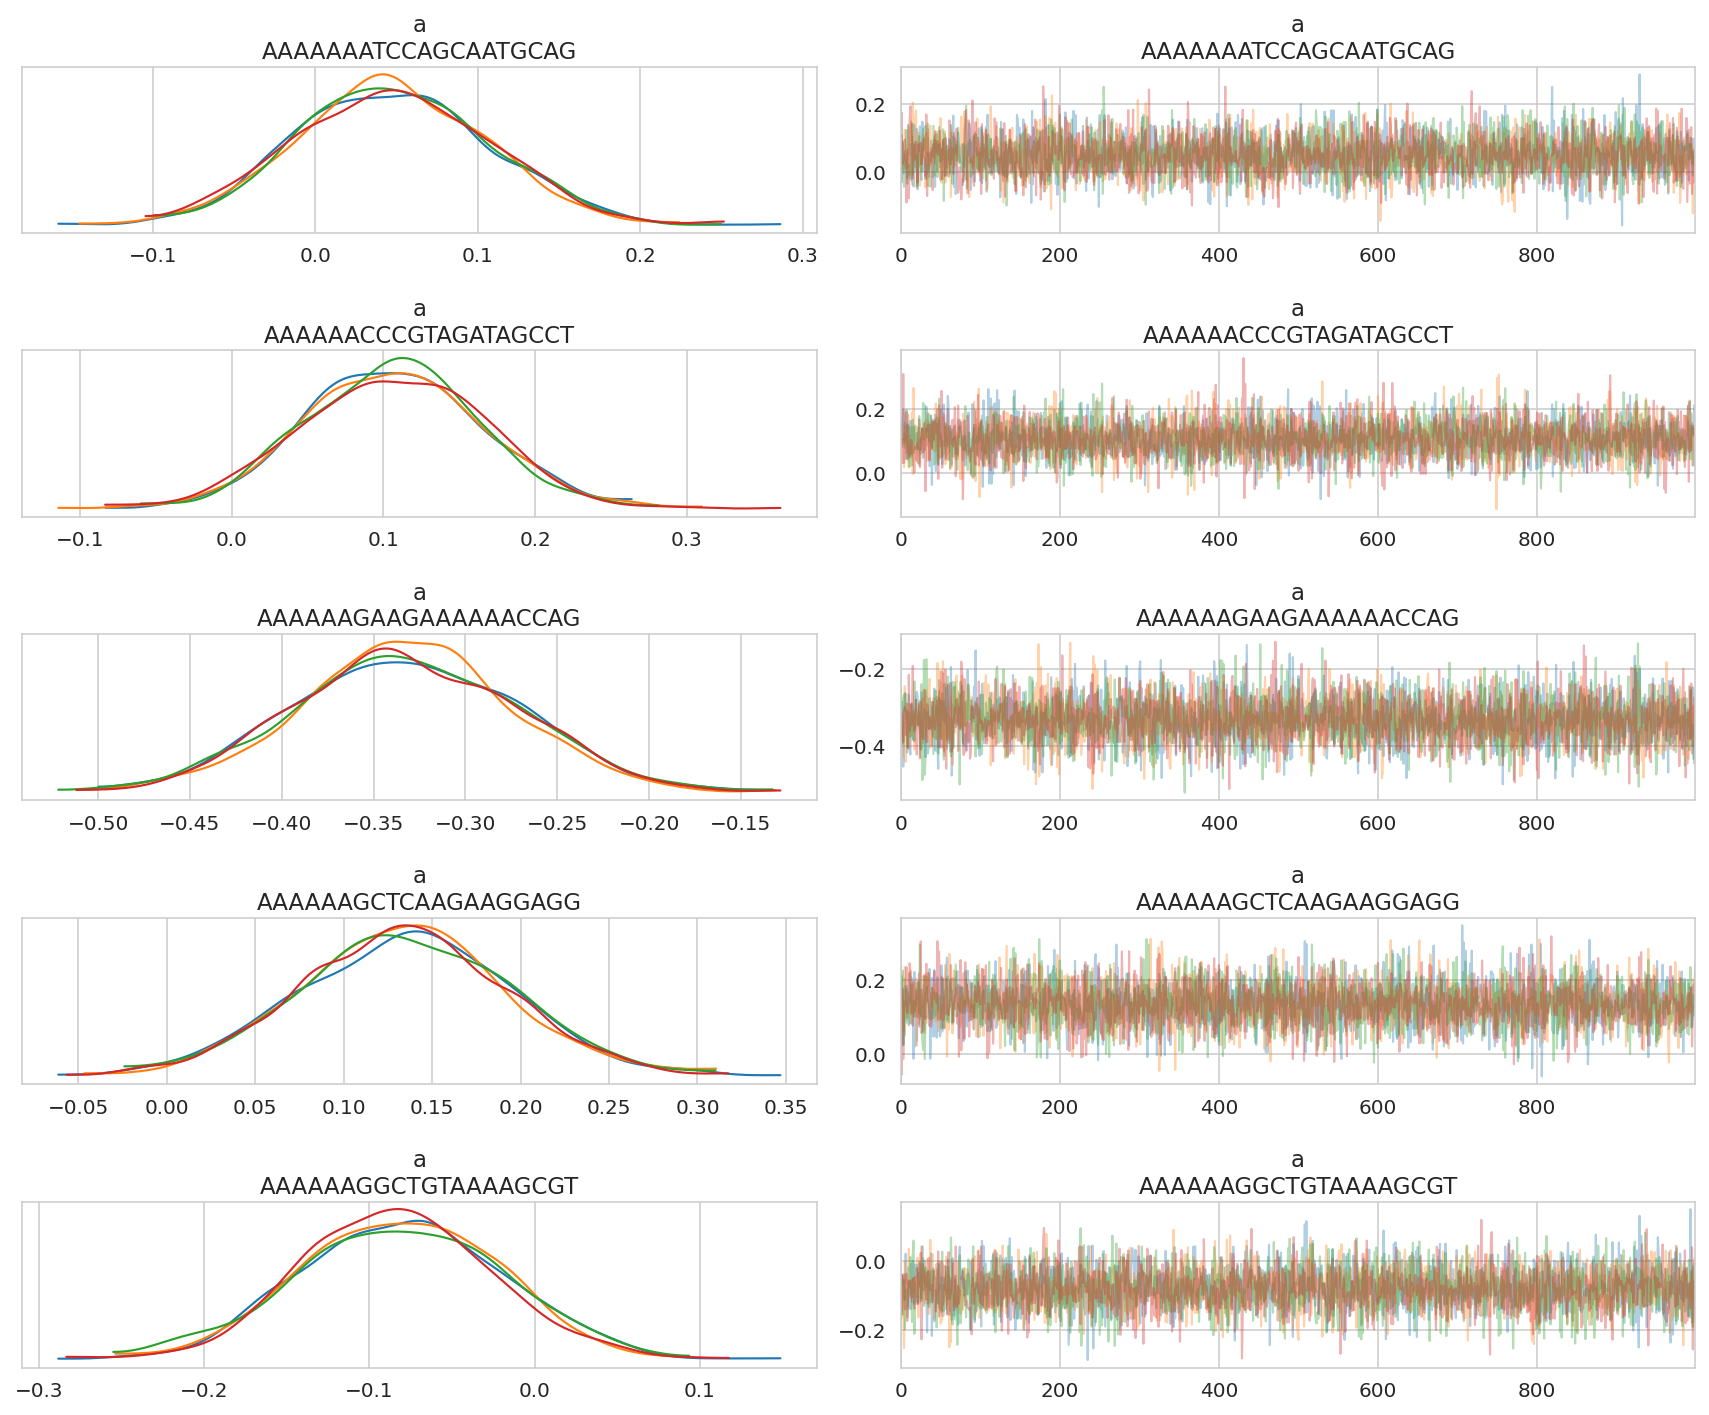 a
AAAAAAATCCAGCAATGCAG
−0.1 0.0 0.1 0.2 0.3
a
AAAAAAATCCAGCAATGCAG
0.2
0.0
0 200 400 600 800
a
AAAAAACCCGTAGATAGCCT
−0.1 0.0 0.1 0.2 0.3
a
AAAAAACCCGTAGATAGCCT
0.2
0.0
0 200 400 600 800
a
AAAAAAGAAGAAAAAACCAG
−0.50 −0.45 −0.40 −0.35 −0.30 −0.25 −0.20 −0.15
a
AAAAAAGAAGAAAAAACCAG
−0.2
−0.4
0 200 400 600 800
a
AAAAAAGCTCAAGAAGGAGG
−0.05 0.00 0.05 0.10 0.15 0.20 0.25 0.30 0.35
a
AAAAAAGCTCAAGAAGGAGG
0.2
0.0
0 200 400 600 800
a
AAAAAAGGCTGTAAAAGCGT
−0.3 −0.2 −0.1 0.0 0.1
a
AAAAAAGGCTGTAAAAGCGT
0.0
−0.2
0 200 400 600 800